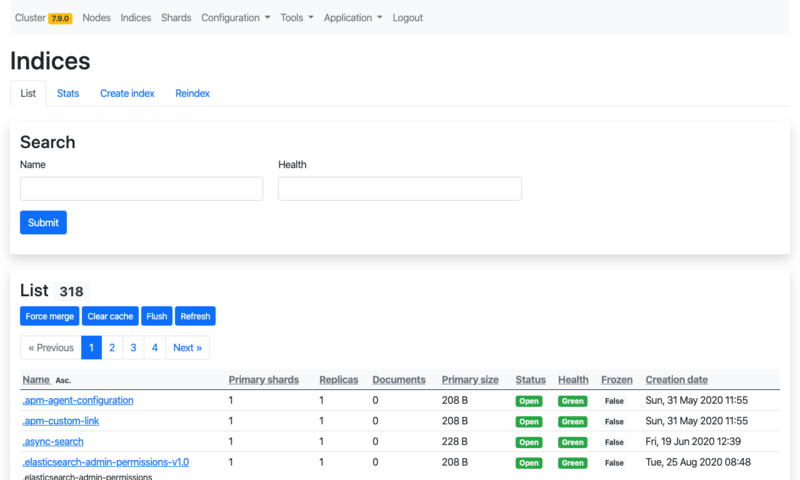 Cluster 7.9.0 Nodes Indices Shards Configuration Tools Application Logout
Indices
List Stats Create index Reindex
Search
Name Health
Submit
List 318
Force merge Clear cache Flush Refresh
« Previous 1 2 3 4 Next »
Name Asc. Primary shards Replicas Documents Primary size Status Health Frozen Creation date
.apm-agent-configuration 1 1 0 208 B Open Green False Sun, 31 May 2020 11:55
.apm-custom-link 1 1 0 208 B Open Green False Sun, 31 May 2020 11:55
.async-search 1 1 0 228 B Open Green False Fri, 19 Jun 2020 12:39
.elasticsearch-admin-permissions-v1.0 1 1 0 208 B Open Green False Tue, 25 Aug 2020 08:48
.elasticsearch-admin-permissions